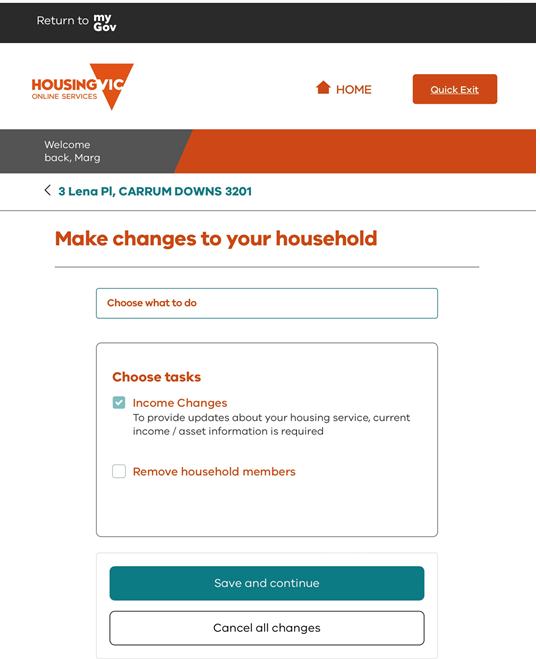 Return to my Gov
HOUSINGVIC
ONLINE SERVICES
HOME
Quick Exit
Welcome
back, Marg
3 Lena Pl, CARRUM DOWNS 3201
Make changes to your household
Choose what to do
Choose tasks
Income Changes
To provide updates about your housing service, current
income / asset information is required
Remove household members
Save and continue
Cancel all changes